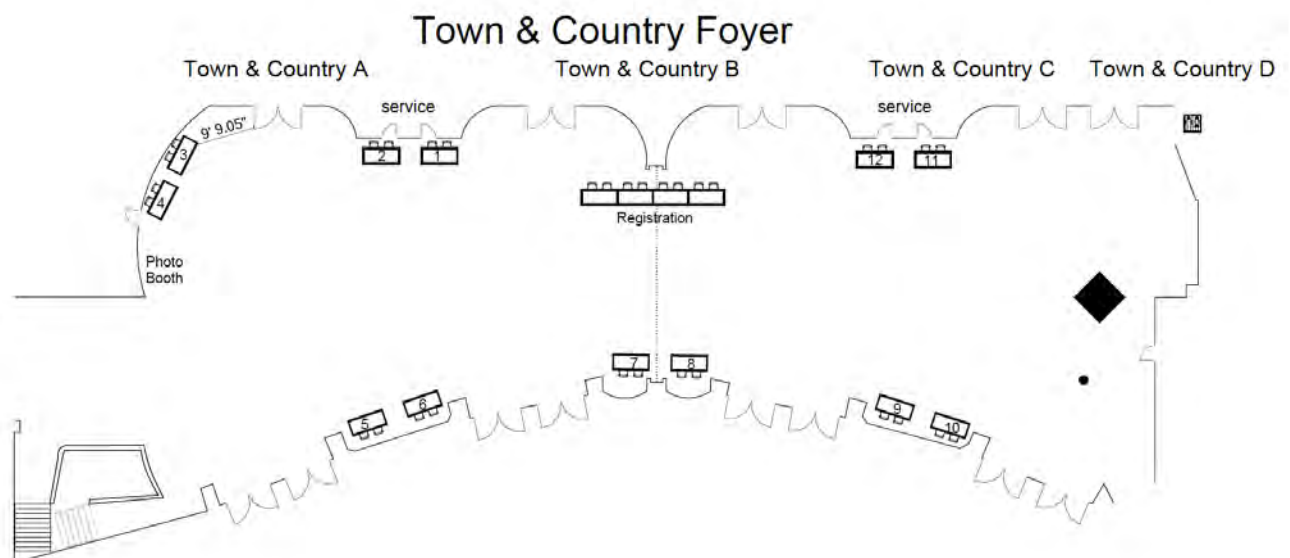 Town & Country Foyer
Town & Country A
Town & Country B
Town & Country C
Town & Country D
service
service
9' 9.05"
3
2
1
12
11
4
Registration
Photo
Booth
7
8
6
9
5
10